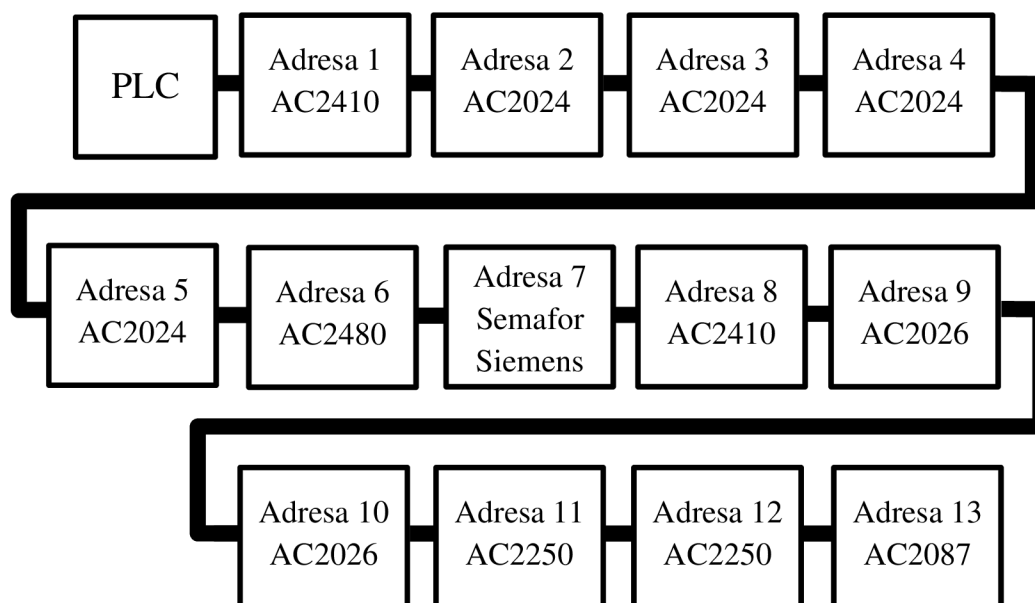 PLC
Adresa 1
AC2410
Adresa 2
AC2024
Adresa 3
AC2024
Adresa 4
AC2024
Adresa 5
AC2024
Adresa 6
AC2480
Adresa 7
Semafor
Siemens
Adresa 8
AC2410
Adresa 9
AC2026
Adresa 10
AC2026
Adresa 11
AC2250
Adresa 12
AC2250
Adresa 13
AC2087